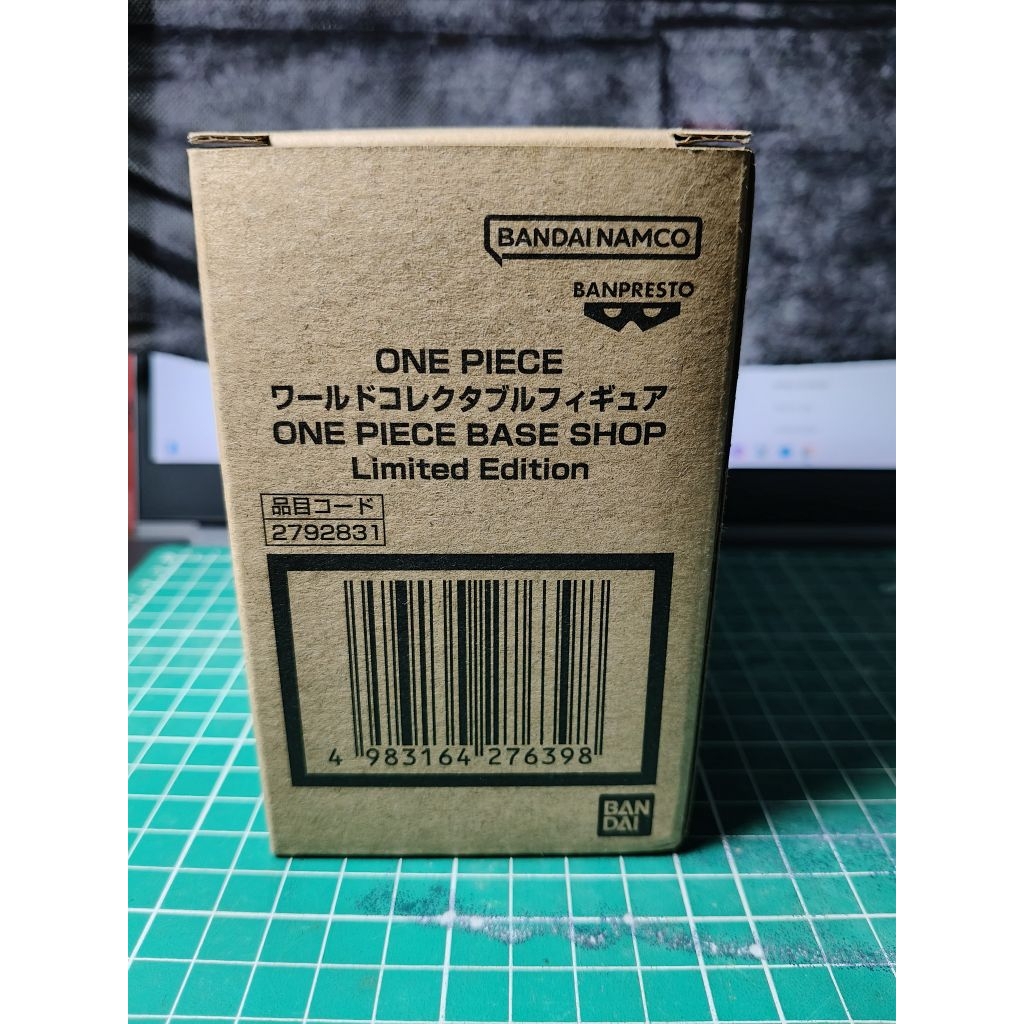 BANDAI NAMCO
BANPRESTO
ONE PIECE
ワールドコレクタブルフィギュア
ONE PIECE BASE SHOP
Limited Edition
品目コード
2792831
4 983164 276398
BAN
DAI